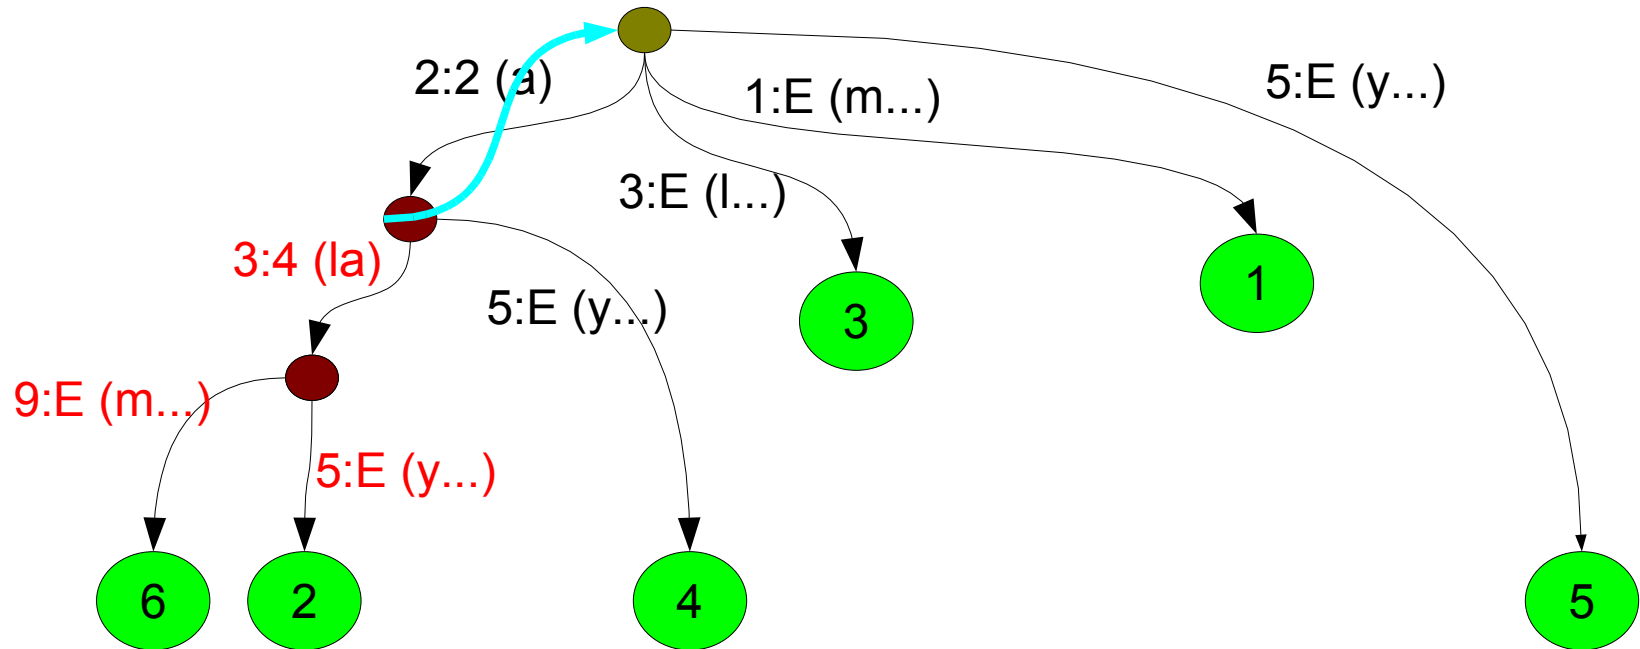 2:2 (a)
1:E (m...)
5:E (y...)
3:E (l...)
3:4 (la)
5:E (y...)
1
3
9:E (m...)
5:E (y...)
6
2
4
5